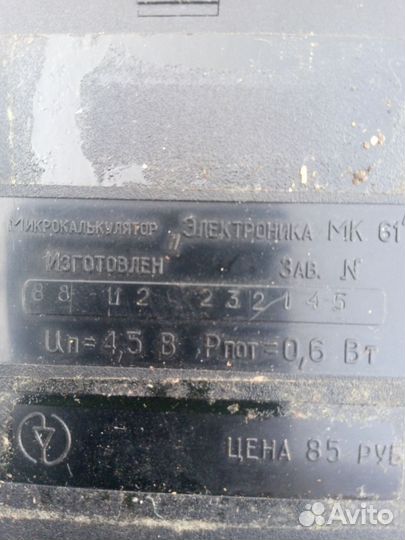 Микрокалькулятор "Электроника МК 61"
Изготовлен Зав. №
88 12 232145
Uп=4,5 В Pпот=0,6 Вт
ЦЕНА 85 РУБ
Avito